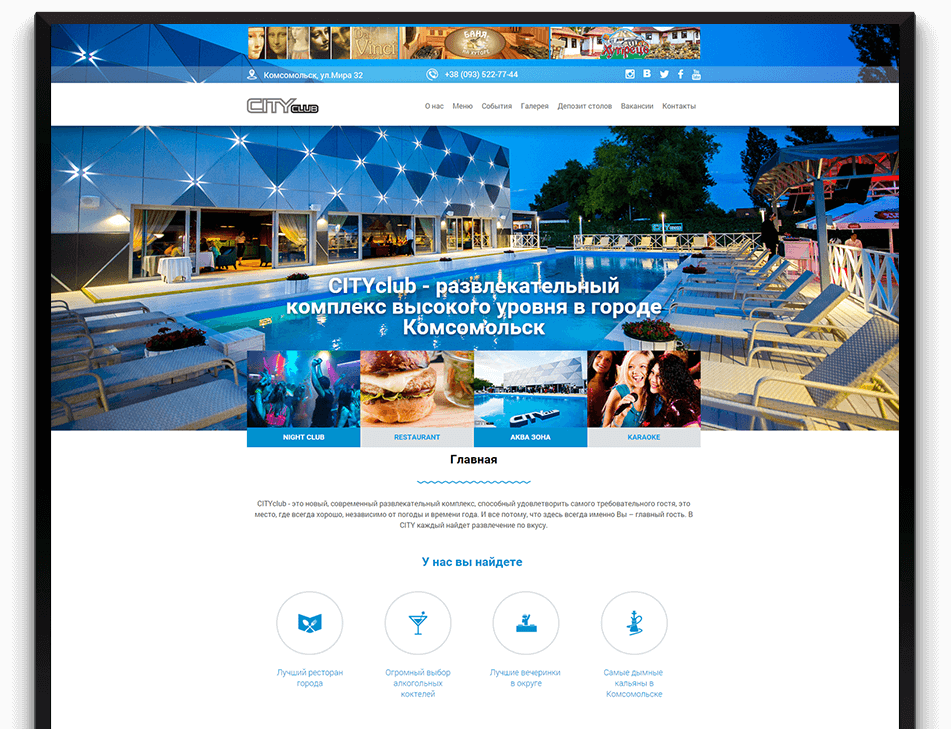 Da Vinci
БАНЯ
НА ХУТОРЕ
Хуторець
Комсомольск, ул.Мира 32
+38 (093) 522-77-44
CITYCLUB
О нас Меню События Галерея Депозит столов Вакансии Контакты
CITYclub - развлекательный
комплекс высокого уровня в городе
Комсомольск
CITY
NIGHT CLUB RESTAURANT АКВА ЗОНА KARAOKE
Главная
CITYclub - это новый, современный развлекательный комплекс, способный удовлетворить самого требовательного гостя, это
место, где всегда хорошо, независимо от погоды и времени года. И все потому, что здесь всегда именно Вы – главный гость. В
CITY каждый найдет развлечение по вкусу.
У нас вы найдете
Лучший ресторан
города
Огромный выбор
алкогольных
коктелей
Лучшие вечеринки
в округе
Самые дымные
кальяны в
Комсомольске